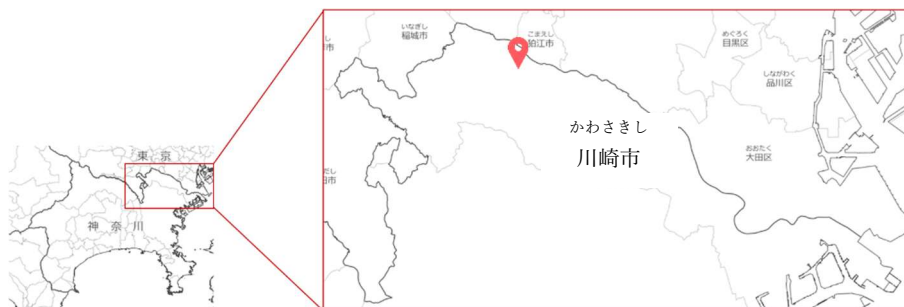 東 京
神 奈 川
いなぎし
稲城市
こまえし
狛江市
めぐろく
目黒区
しながわく
品川区
かわさきし
川崎市
おおたく
大田区